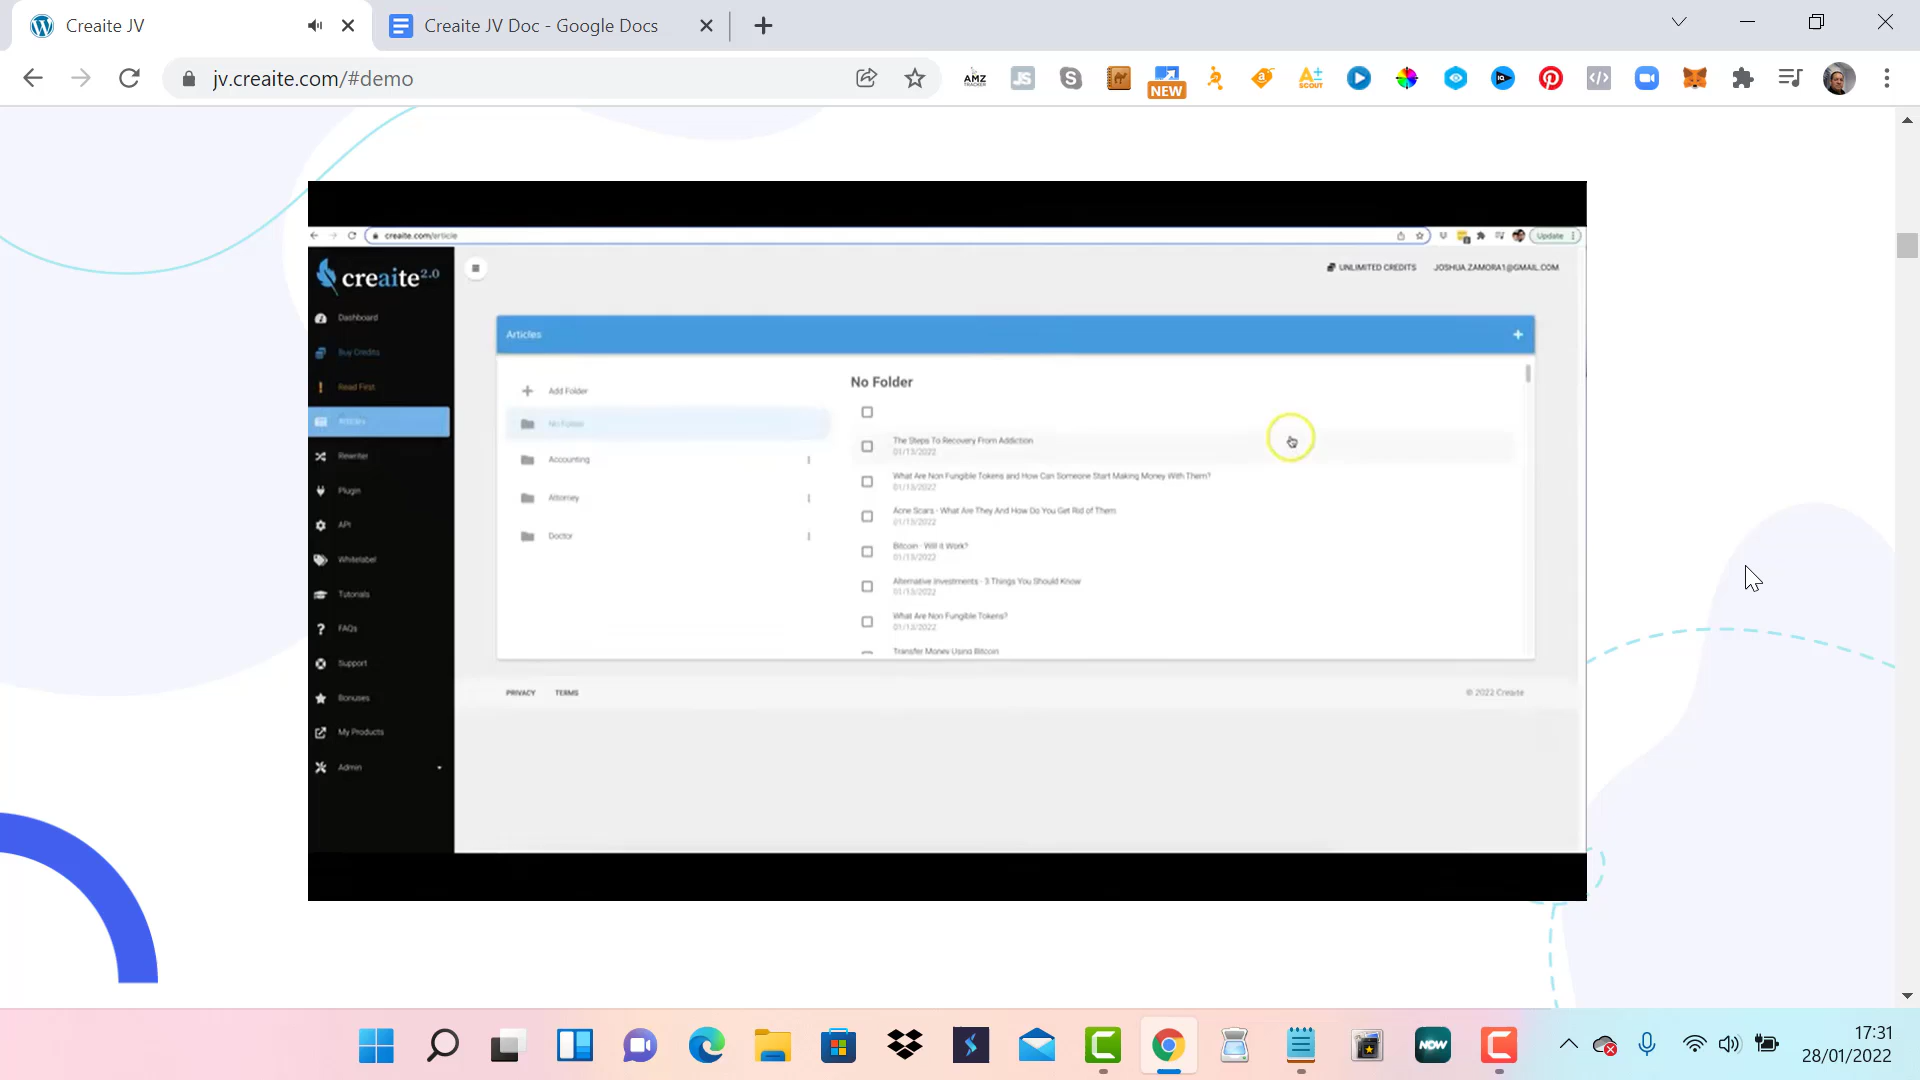 Creaite JV
Creaite JV Doc - Google Docs
jv.creaite.com/#demo
AMZ
TRACKER
JS
NEW
SCOUT
creaite.com/article
Update
creaite2.0
UNLIMITED CREDITS
JOSHUA.ZAMORA1@GMAIL.COM
Dashboard
Buy Credits
Read First
Articles
Rewriter
Plugin
API
Whitelabel
Tutorials
FAQs
Support
Bonuses
My Products
Admin
Articles
Add Folder
No Folder
Accounting
Attorney
Doctor
No Folder
The Steps To Recovery From Addiction
01/13/2022
What Are Non Fungible Tokens and How Can Someone Start Making Money With Them?
01/13/2022
Acne Scars - What Are They And How Do You Get Rid of Them
01/13/2022
Bitcoin - Will it Work?
01/13/2022
Alternative Investments - 3 Things You Should Know
01/13/2022
What Are Non Fungible Tokens?
01/13/2022
Transfer Money Using Bitcoin
PRIVACY
TERMS
© 2022 Creaite
NOW
17:31
28/01/2022